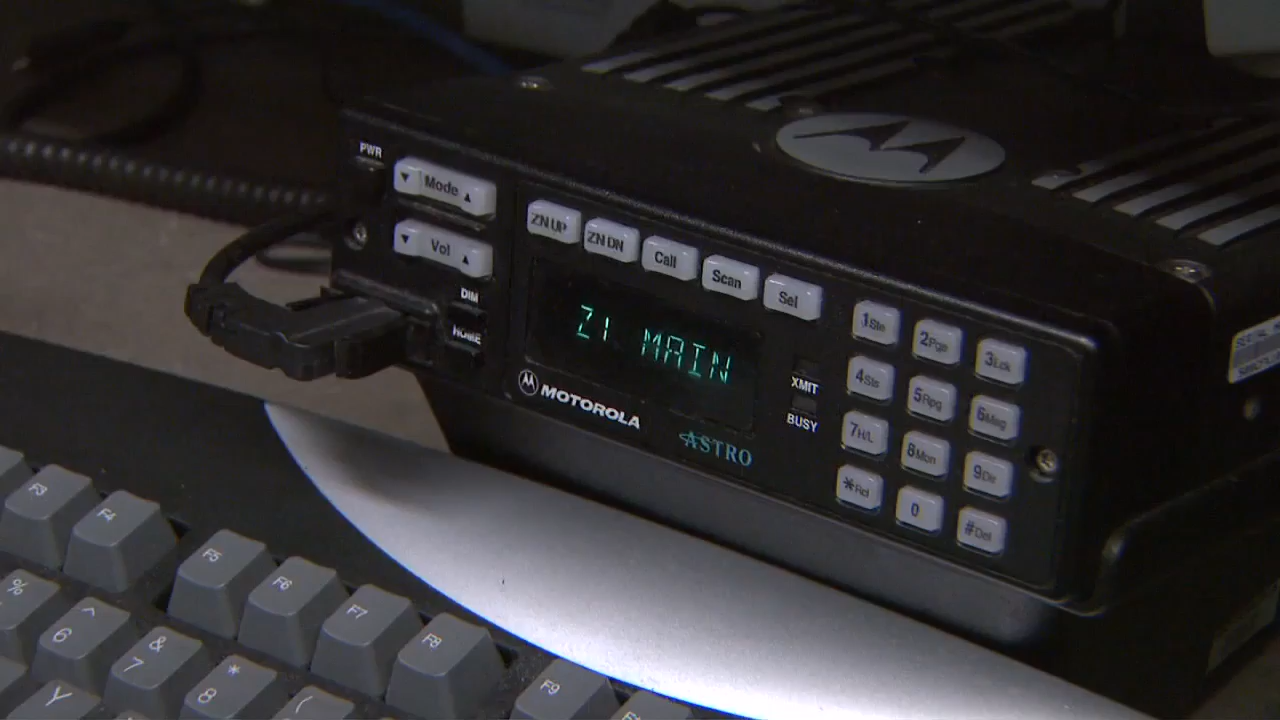 PWR
▼ Mode ▲
▼ Vol ▲
DIM
HOME
ZN UP
ZN DN
Call
Scan
Sel
Z1 MAIN
MOTOROLA
ASTRO
XMIT
BUSY
1Site
2Pge
3Lck
4Sts
5Rpg
6Msg
7H/L
8Mon
9Dir
*Rcl
0
#Del
F3
F4
F5
F6
F7
F8
F9
%
^
6
&
7
*
8
(
Y